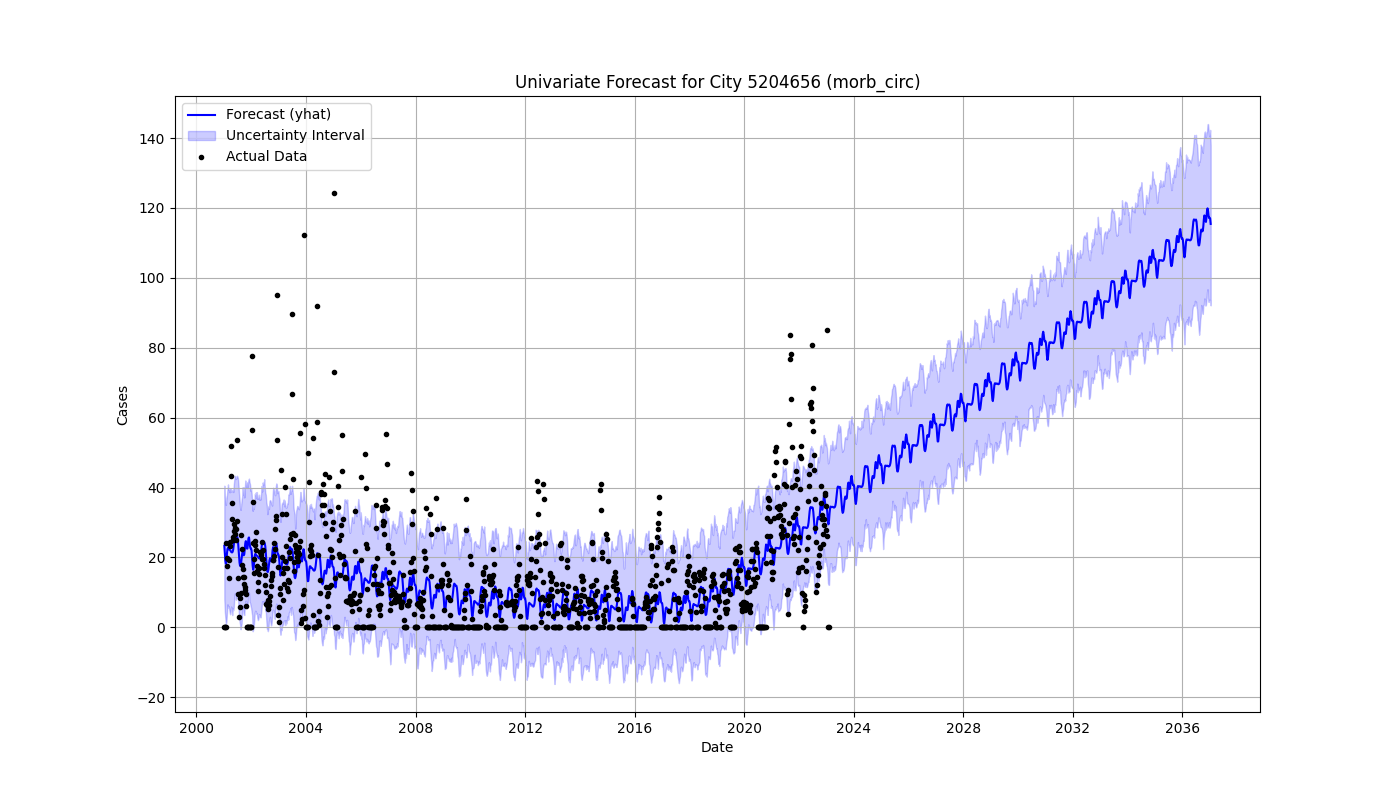 Univariate Forecast for City 5204656 (morb_circ)
Forecast (yhat)
Uncertainty Interval
Actual Data
Cases
140
120
100
80
60
40
20
0
−20
2000 2004 2008 2012 2016 2020 2024 2028 2032 2036
Date